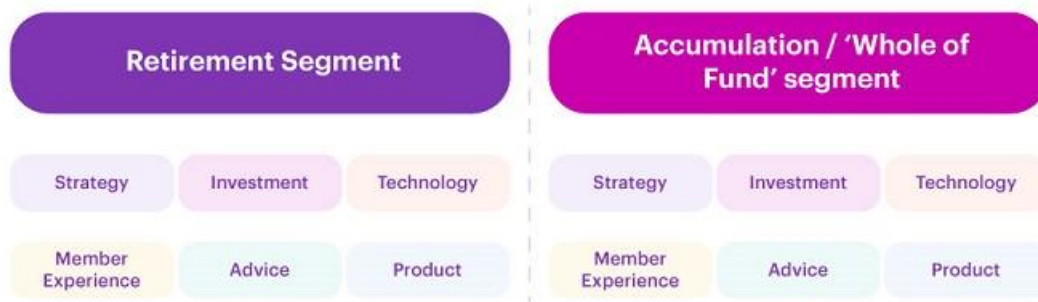 Retirement Segment
Accumulation / ‘Whole of
Fund’ segment
Strategy
Investment
Technology
Strategy
Investment
Technology
Member
Experience
Advice
Product
Member
Experience
Advice
Product